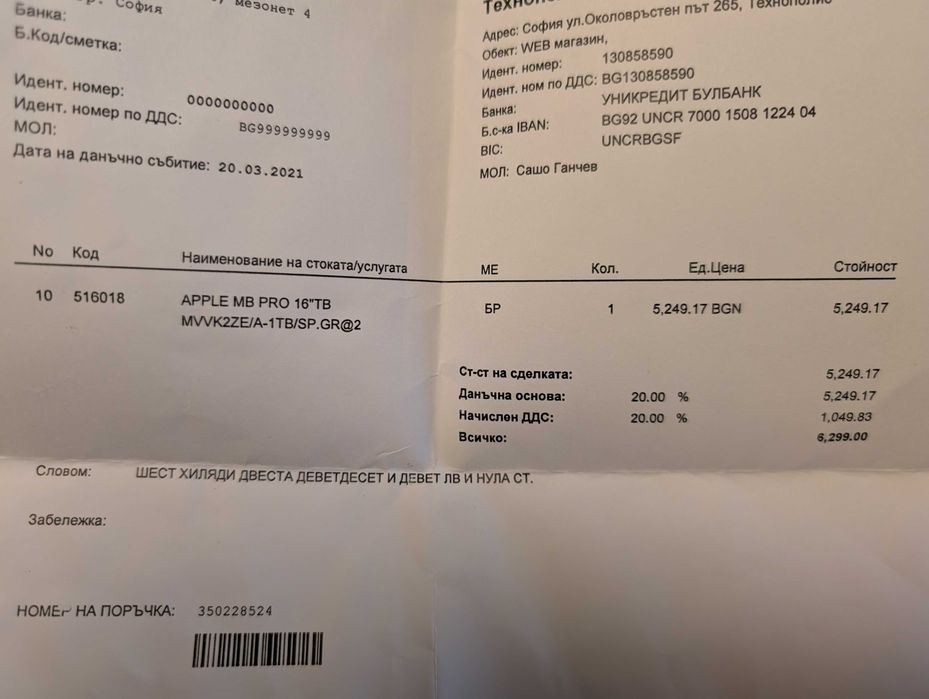 р. София, мезонет 4
Банка:
Б.Код/сметка:
Идент. номер: 0000000000
Идент. номер по ДДС: BG999999999
МОЛ:
Дата на данъчно събитие: 20.03.2021
Адрес: София ул.Околовръстен път 265, Технополис
Обект: WEB магазин,
Идент. номер: 130858590
Идент. ном по ДДС: BG130858590
Банка: УНИКРЕДИТ БУЛБАНК
Б.с-ка IBAN: BG92 UNCR 7000 1508 1224 04
BIC: UNCRBGSF
МОЛ: Сашо Ганчев
No Код Наименование на стоката/услугата МЕ Кол. Ед.Цена Стойност
10 516018 APPLE MB PRO 16"TB БР 1 5,249.17 BGN 5,249.17
MVVK2ZE/A-1TB/SP.GR@2
Ст-ст на сделката: 5,249.17
Данъчна основа: 20.00 % 5,249.17
Начислен ДДС: 20.00 % 1,049.83
Всичко: 6,299.00
Словом: ШЕСТ ХИЛЯДИ ДВЕСТА ДЕВЕТДЕСЕТ И ДЕВЕТ ЛВ И НУЛА СТ.
Забележка:
НОМЕР НА ПОРЪЧКА: 350228524